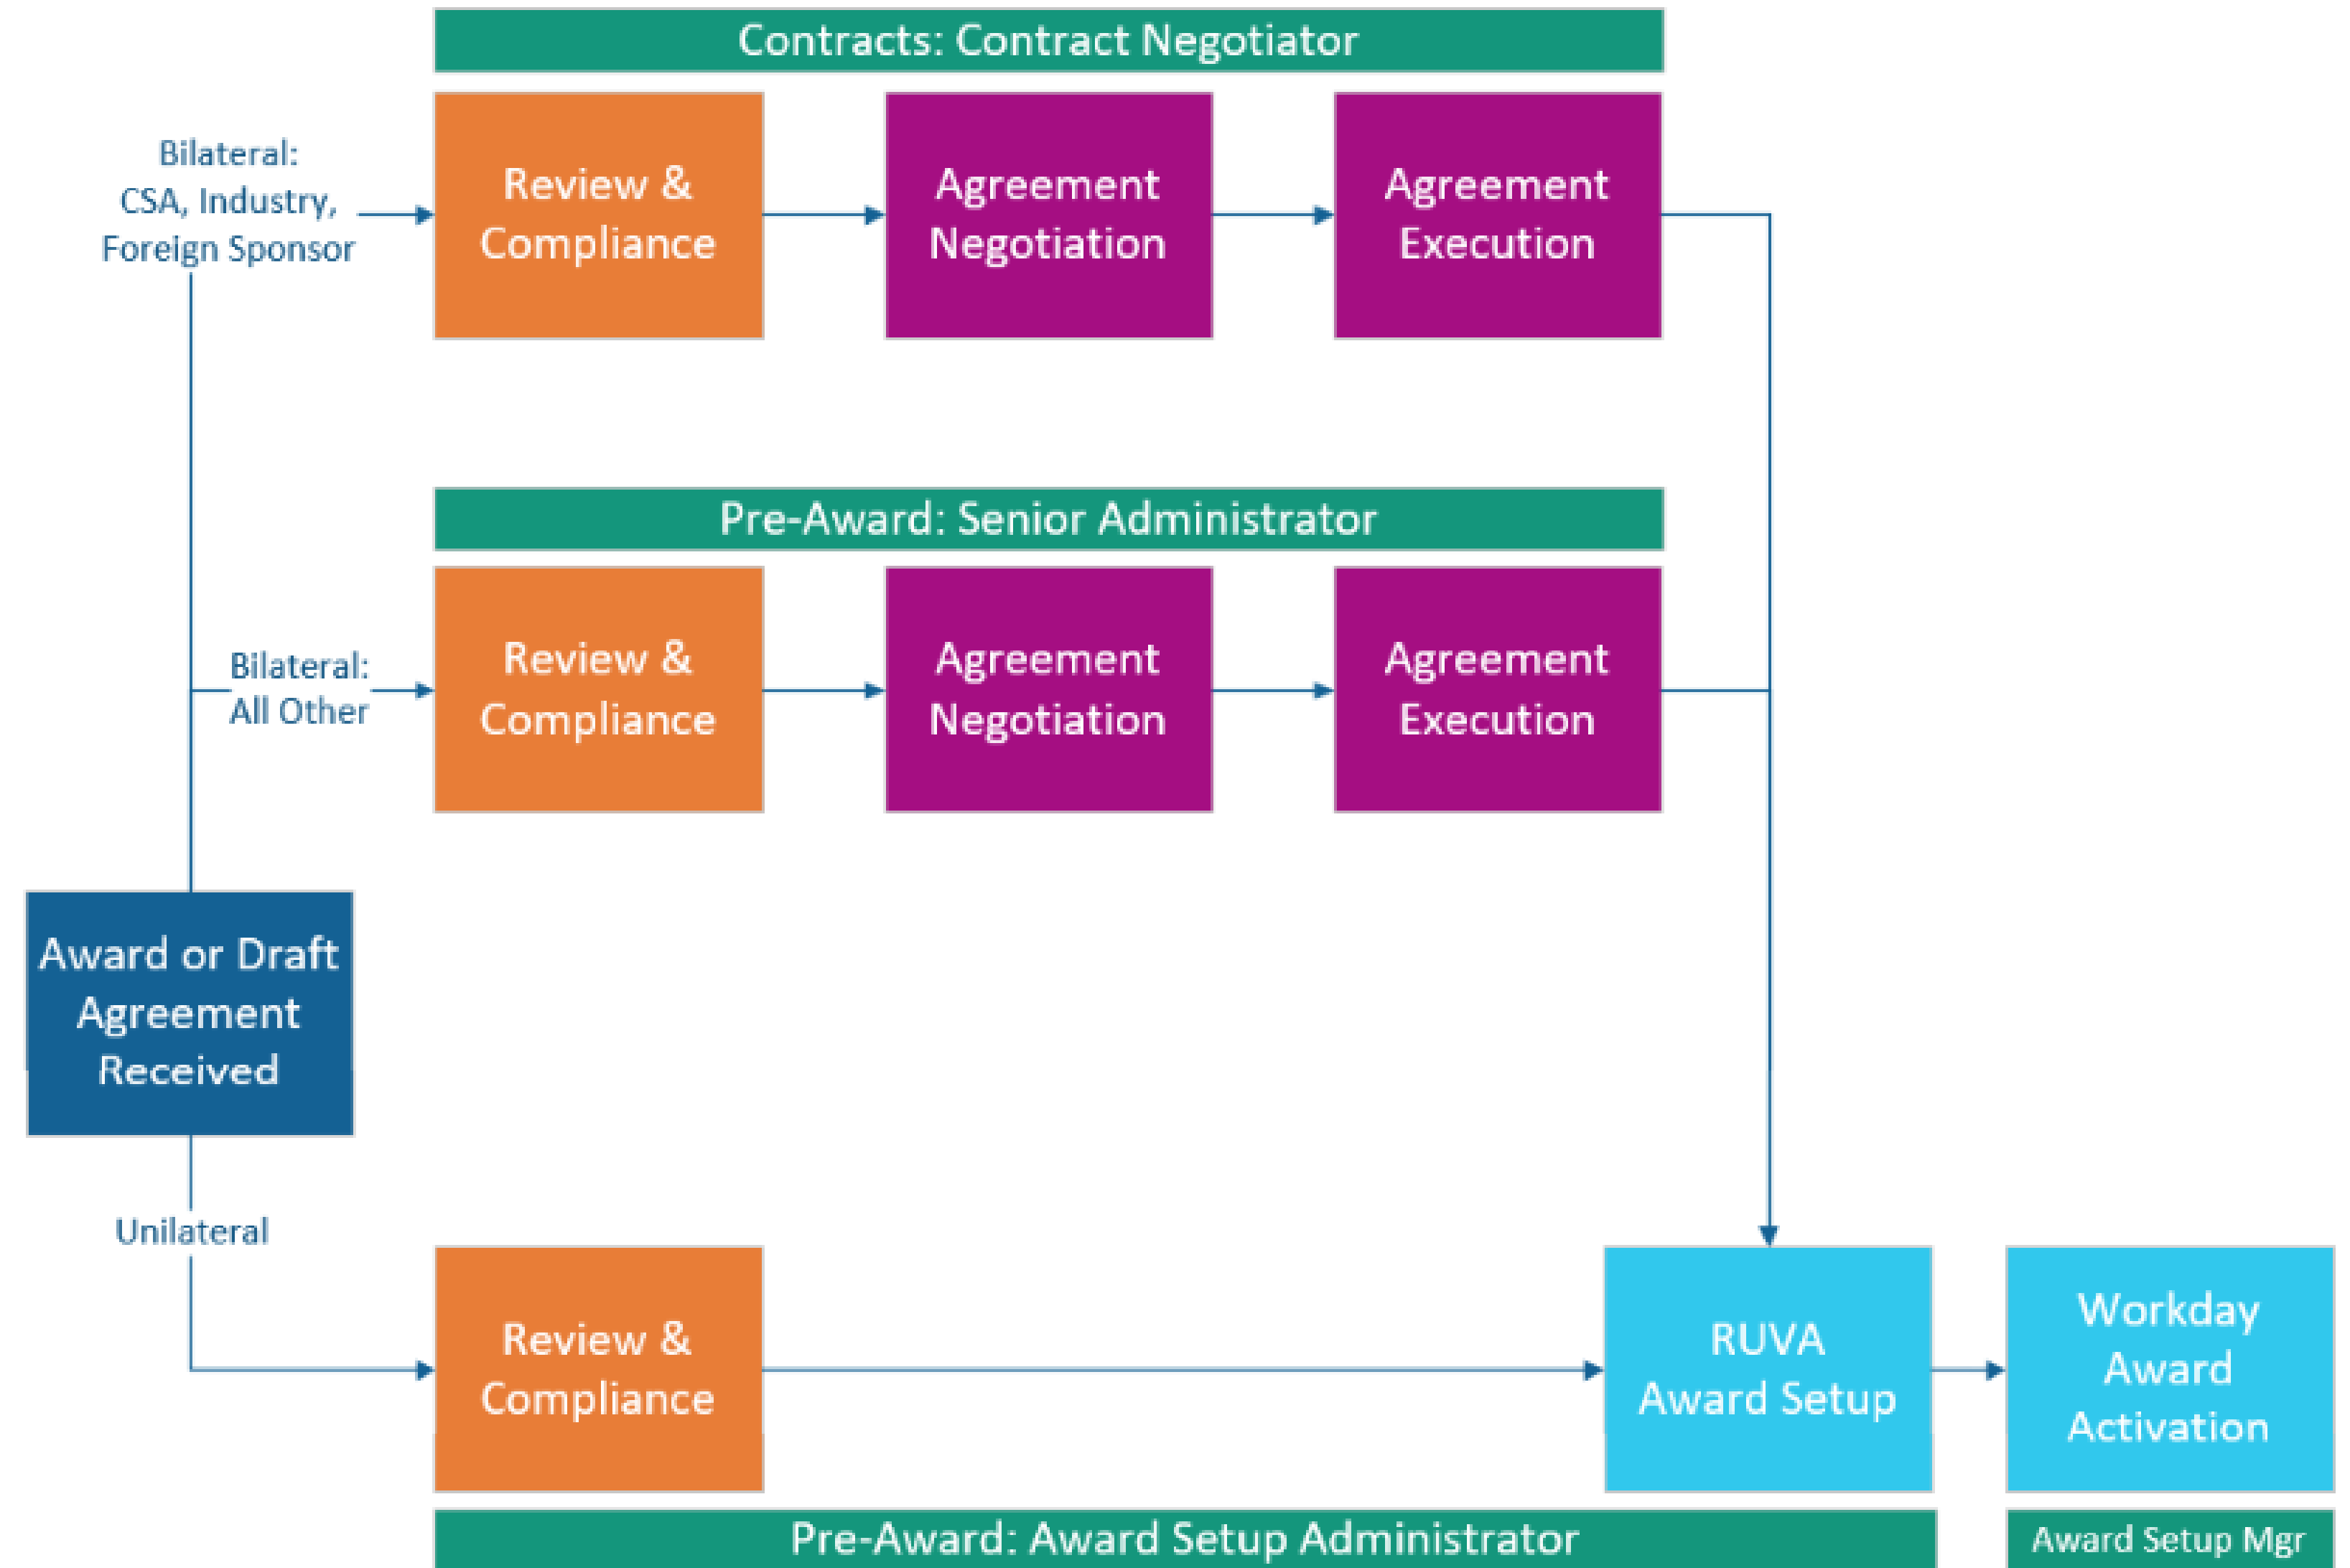 Contracts: Contract Negotiator
Bilateral:
CSA, Industry,
Foreign Sponsor
Review &
Compliance
Agreement
Negotiation
Agreement
Execution
Pre-Award: Senior Administrator
Bilateral:
All Other
Review &
Compliance
Agreement
Negotiation
Agreement
Execution
Award or Draft
Agreement
Received
Unilateral
Review &
Compliance
RUVA
Award Setup
Workday
Award
Activation
Pre-Award: Award Setup Administrator
Award Setup Mgr